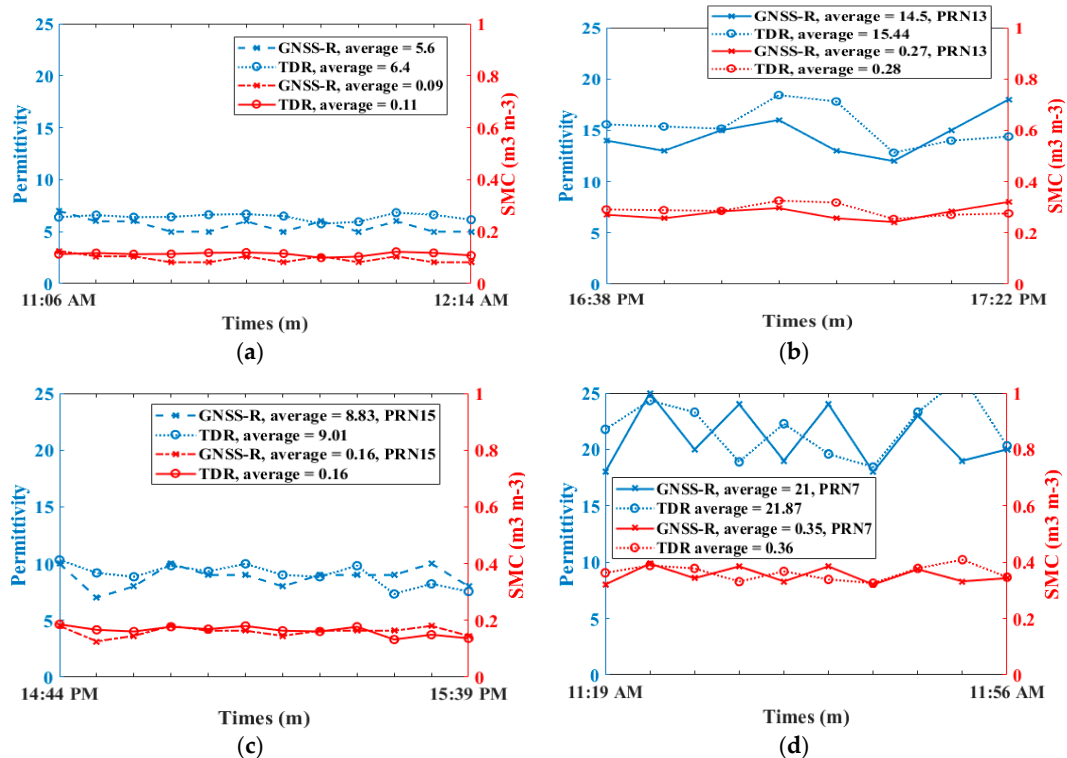 25
20
15
10
5
0
Permittivity
1
0.8
0.6
0.4
0.2
0
SMC (m3 m-3)
GNSS-R, average = 5.6
TDR, average = 6.4
GNSS-R, average = 0.09
TDR, average = 0.11
11:06 AM
12:14 AM
Times (m)
(a)
25
20
15
10
5
0
Permittivity
1
0.8
0.6
0.4
0.2
0
SMC (m3 m-3)
GNSS-R, average = 14.5, PRN13
TDR, average = 15.44
GNSS-R, average = 0.27, PRN13
TDR, average = 0.28
16:38 PM
17:22 PM
Times (m)
(b)
25
20
15
10
5
0
Permittivity
1
0.8
0.6
0.4
0.2
0
SMC (m3 m-3)
GNSS-R, average = 8.83, PRN15
TDR, average = 9.01
GNSS-R, average = 0.16, PRN15
TDR, average = 0.16
14:44 PM
15:39 PM
Times (m)
(c)
25
20
15
10
5
0
Permittivity
1
0.8
0.6
0.4
0.2
0
SMC (m3 m-3)
GNSS-R, average = 21, PRN7
TDR average = 21.87
GNSS-R, average = 0.35, PRN7
TDR average = 0.36
11:19 AM
11:56 AM
Times (m)
(d)